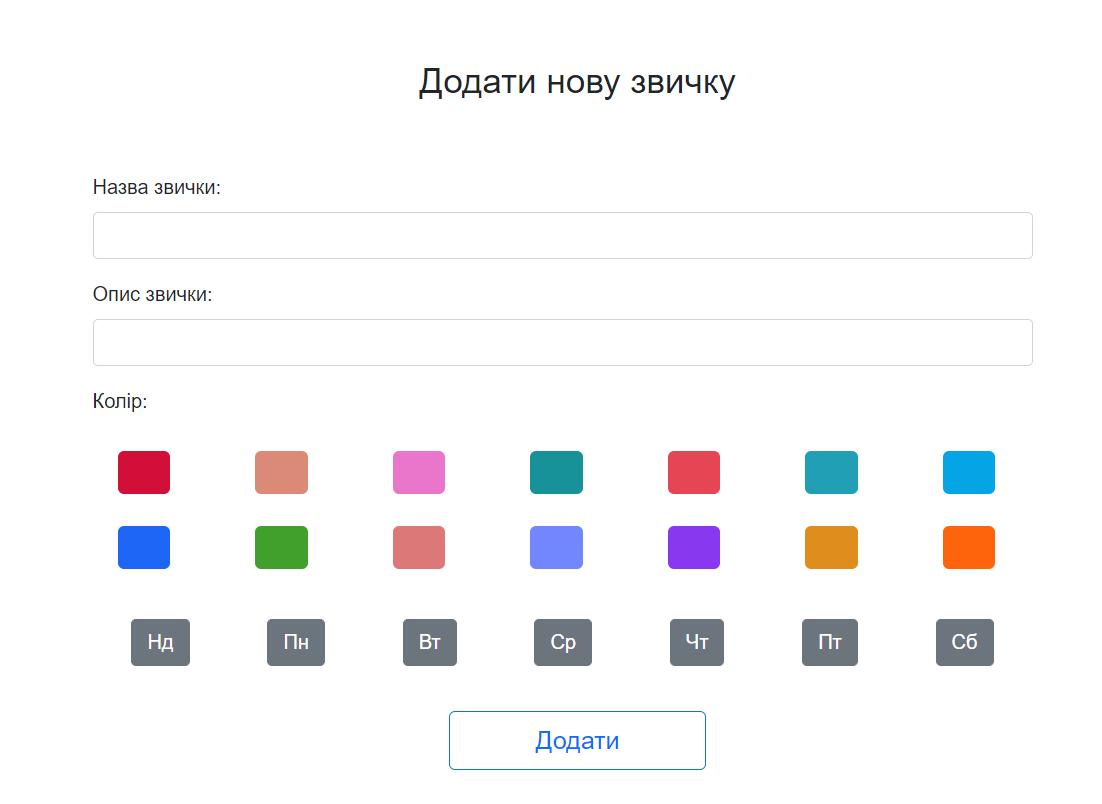 Додати нову звичку
Назва звички:
Опис звички:
Колір:
Нд Пн Вт Ср Чт Пт Сб
Додати